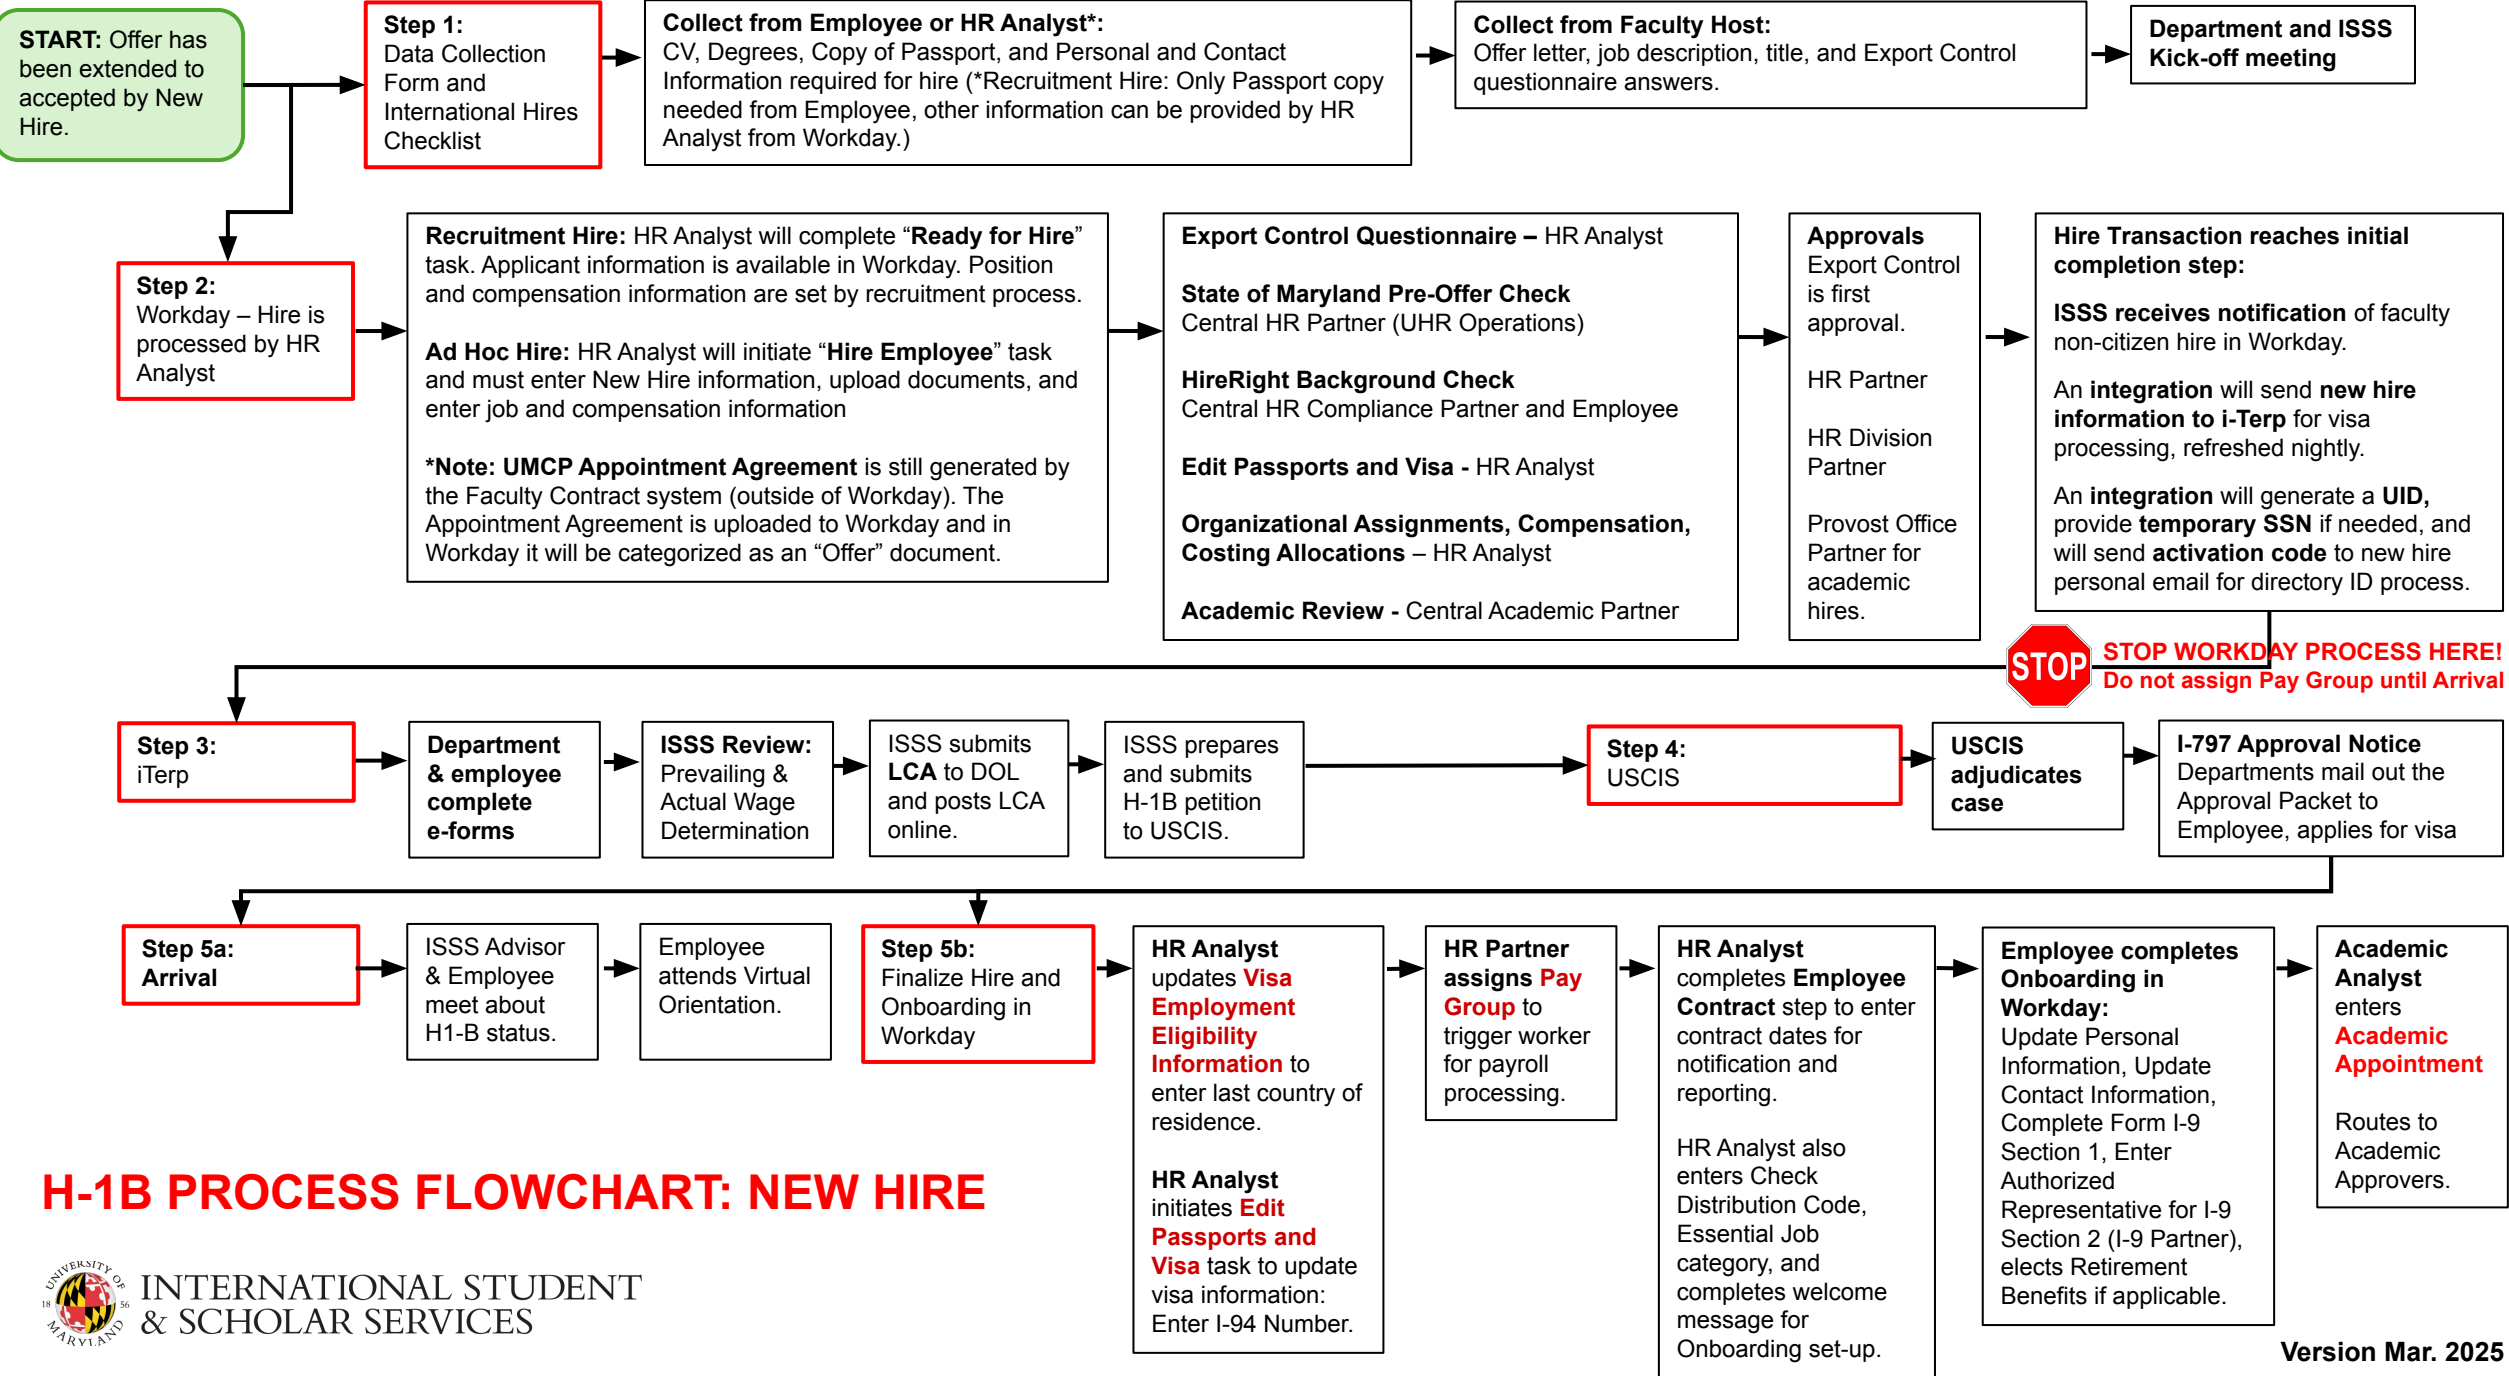 START: Offer has
been extended to
accepted by New
Hire.
Step 1:
Data Collection
Form and
International Hires
Checklist
Collect from Employee or HR Analyst*:
CV, Degrees, Copy of Passport, and Personal and Contact
Information required for hire (*Recruitment Hire: Only Passport copy
needed from Employee, other information can be provided by HR
Analyst from Workday.)
Collect from Faculty Host:
Offer letter, job description, title, and Export Control
questionnaire answers.
Department and ISSS
Kick-off meeting
Step 2:
Workday – Hire is
processed by HR
Analyst
Recruitment Hire: HR Analyst will complete “Ready for Hire”
task. Applicant information is available in Workday. Position
and compensation information are set by recruitment process.
Ad Hoc Hire: HR Analyst will initiate “Hire Employee” task
and must enter New Hire information, upload documents, and
enter job and compensation information
*Note: UMCP Appointment Agreement is still generated by
the Faculty Contract system (outside of Workday). The
Appointment Agreement is uploaded to Workday and in
Workday it will be categorized as an “Offer” document.
Export Control Questionnaire – HR Analyst
State of Maryland Pre-Offer Check
Central HR Partner (UHR Operations)
HireRight Background Check
Central HR Compliance Partner and Employee
Edit Passports and Visa - HR Analyst
Organizational Assignments, Compensation,
Costing Allocations – HR Analyst
Academic Review - Central Academic Partner
Approvals
Export Control
is first
approval.
HR Partner
HR Division
Partner
Provost Office
Partner for
academic
hires.
Hire Transaction reaches initial
completion step:
ISSS receives notification of faculty
non-citizen hire in Workday.
An integration will send new hire
information to i-Terp for visa
processing, refreshed nightly.
An integration will generate a UID,
provide temporary SSN if needed, and
will send activation code to new hire
personal email for directory ID process.
STOP
STOP WORKDAY PROCESS HERE!
Do not assign Pay Group until Arrival
Step 3:
iTerp
Department
& employee
complete
e-forms
ISSS Review:
Prevailing &
Actual Wage
Determination
ISSS submits
LCA to DOL
and posts LCA
online.
ISSS prepares
and submits
H-1B petition
to USCIS.
Step 4:
USCIS
USCIS
adjudicates
case
I-797 Approval Notice
Departments mail out the
Approval Packet to
Employee, applies for visa
Step 5a:
Arrival
ISSS Advisor
& Employee
meet about
H1-B status.
Employee
attends Virtual
Orientation.
Step 5b:
Finalize Hire and
Onboarding in
Workday
HR Analyst
updates Visa
Employment
Eligibility
Information to
enter last country of
residence.
HR Analyst
initiates Edit
Passports and
Visa task to update
visa information:
Enter I-94 Number.
HR Partner
assigns Pay
Group to
trigger worker
for payroll
processing.
HR Analyst
completes Employee
Contract step to enter
contract dates for
notification and
reporting.
HR Analyst also
enters Check
Distribution Code,
Essential Job
category, and
completes welcome
message for
Onboarding set-up.
Employee completes
Onboarding in
Workday:
Update Personal
Information, Update
Contact Information,
Complete Form I-9
Section 1, Enter
Authorized
Representative for I-9
Section 2 (I-9 Partner),
elects Retirement
Benefits if applicable.
Academic
Analyst
enters
Academic
Appointment
Routes to
Academic
Approvers.
H-1B PROCESS FLOWCHART: NEW HIRE
UNIVERSITY OF
18 56
MARYLAND
INTERNATIONAL STUDENT
& SCHOLAR SERVICES
Version Mar. 2025